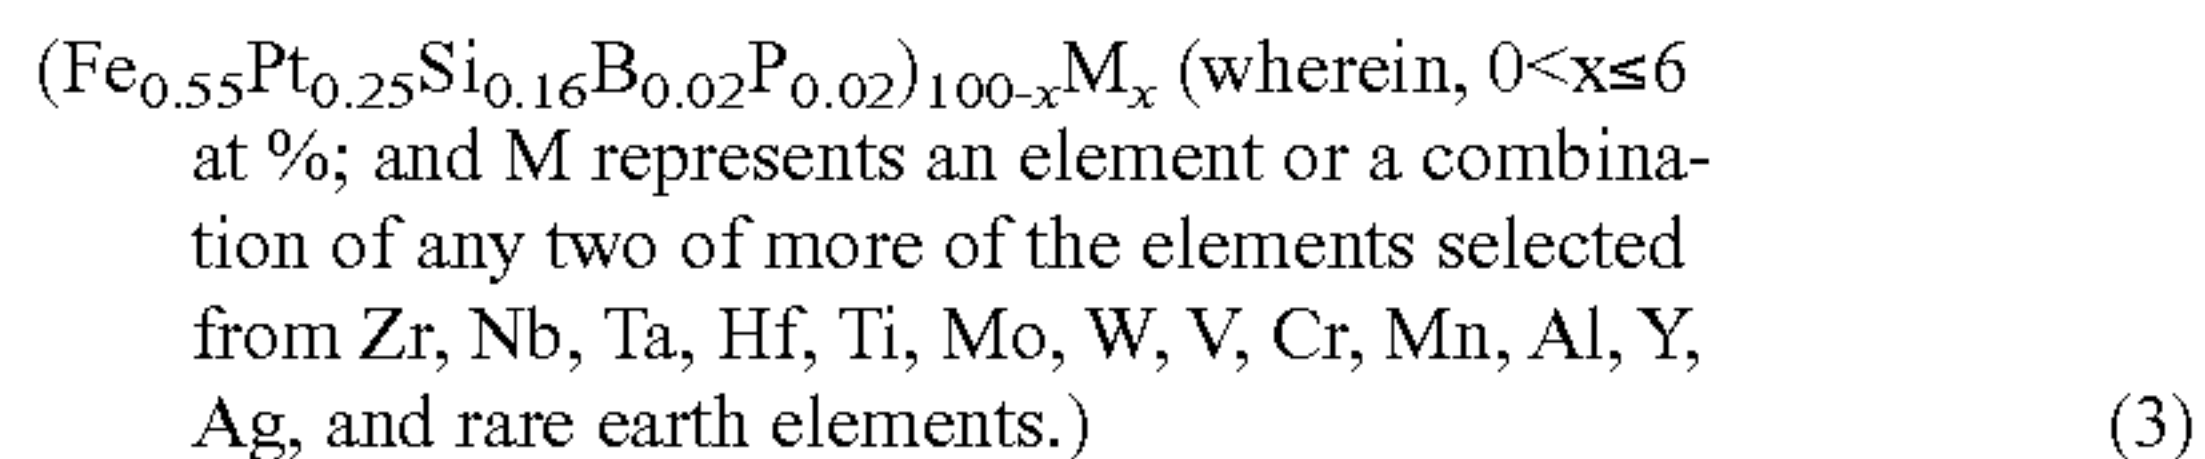 (Fe₀.₅₅Pt₀.₂₅Si₀.₁₆B₀.₀₂P₀.₀₂)₁₀₀₋ₓMₓ (wherein, 0<x≤6
at %; and M represents an element or a combina-
tion of any two of more of the elements selected
from Zr, Nb, Ta, Hf, Ti, Mo, W, V, Cr, Mn, Al, Y,
Ag, and rare earth elements.) (3)